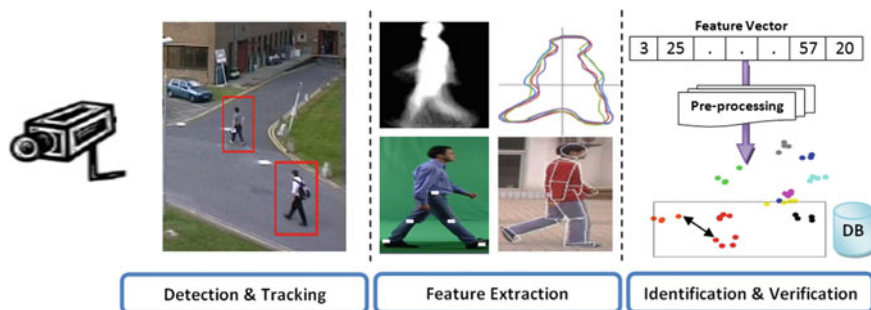 Feature Vector
3 25 . . . 57 20
Pre-processing
DB
Detection & Tracking
Feature Extraction
Identification & Verification